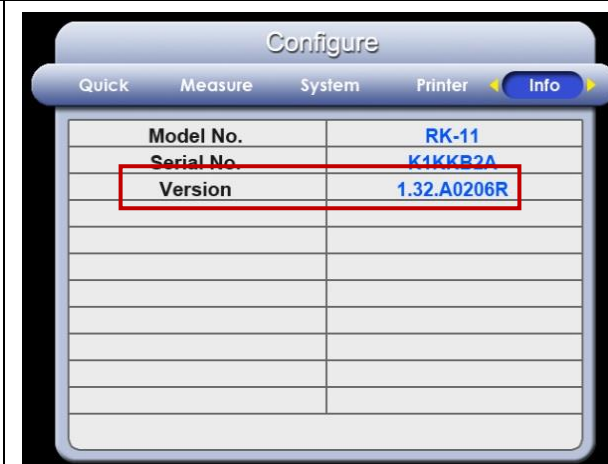 Configure
Quick Measure System Printer Info
Model No. RK-11
Serial No. K1KKB2A
Version 1.32.A0206R